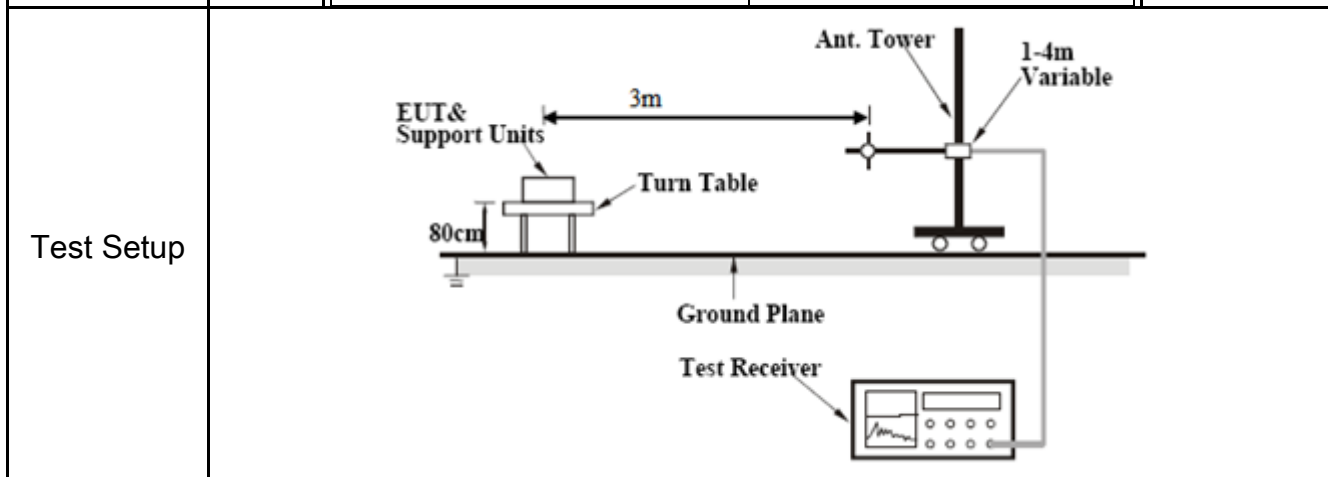 Test Setup
Ant. Tower
1-4m
Variable
3m
EUT&
Support Units
Turn Table
80cm
Ground Plane
Test Receiver